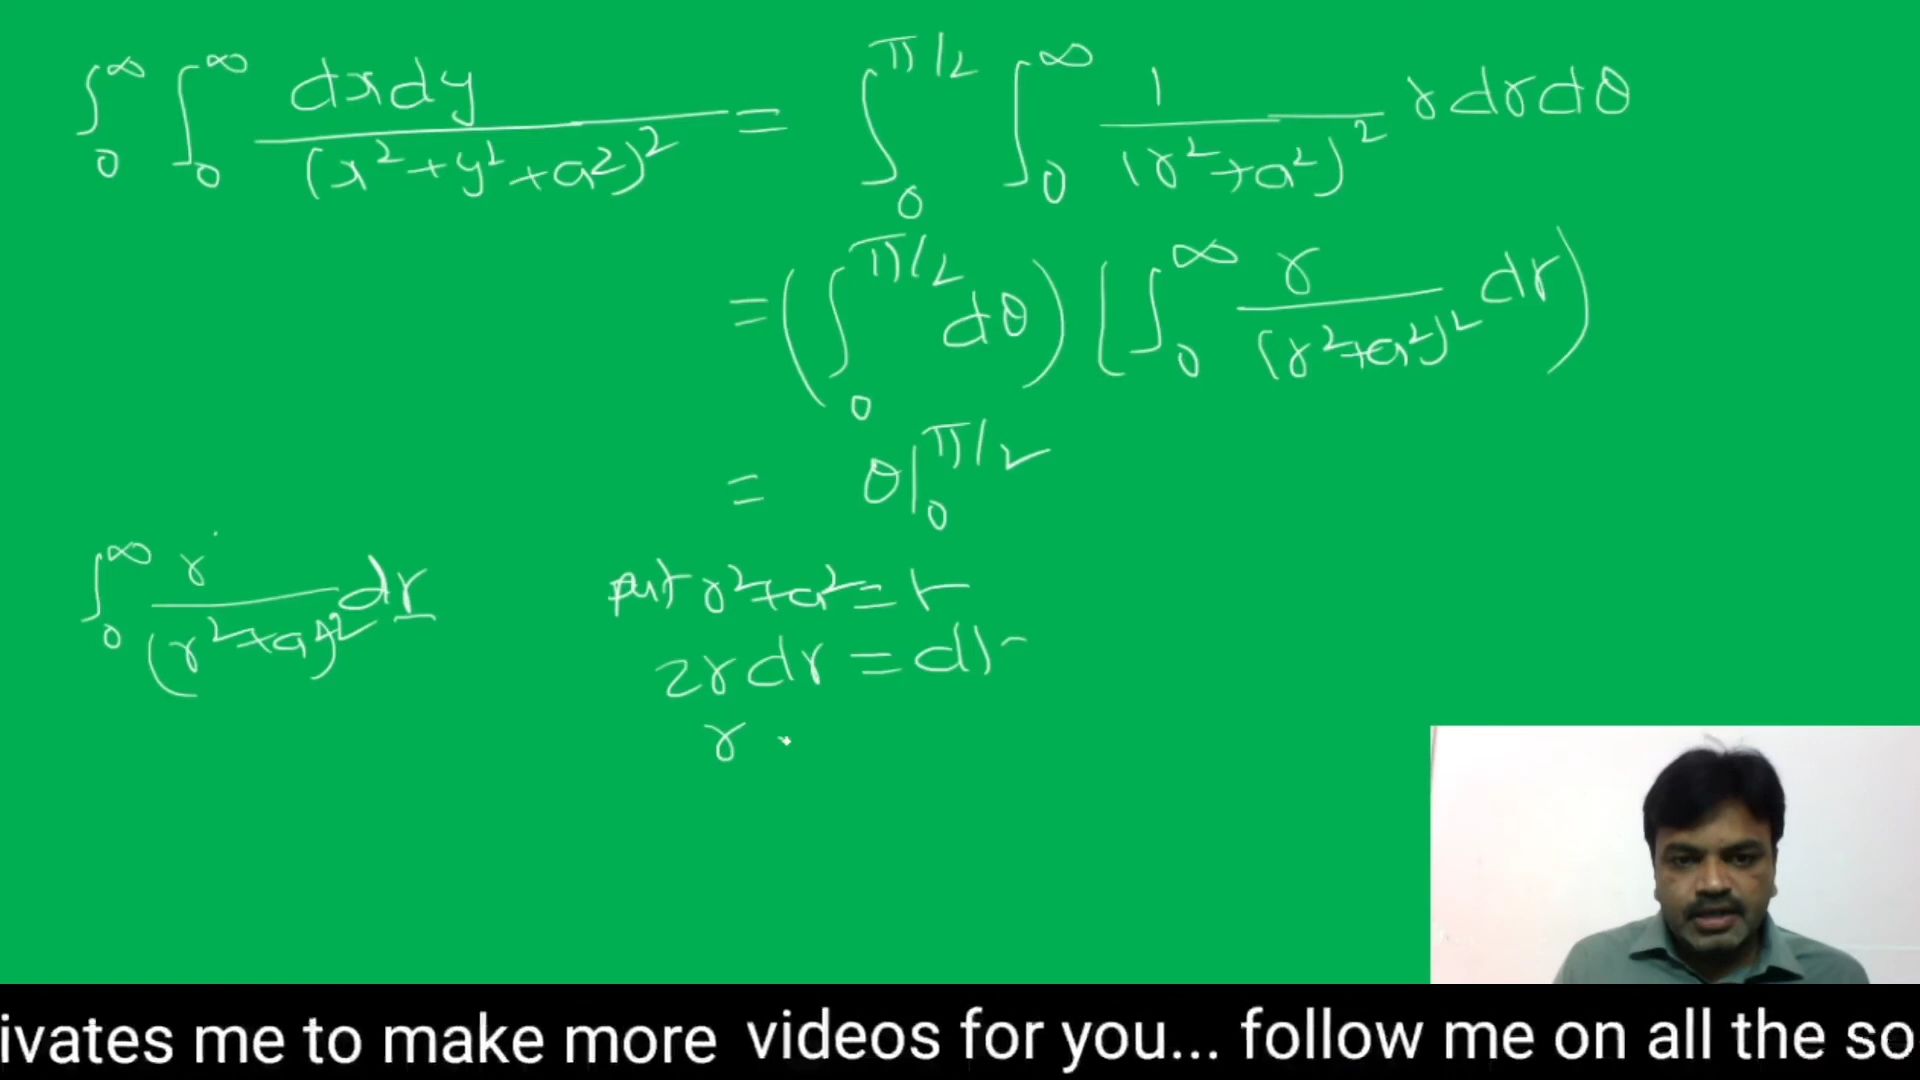 ∫₀^∞ ∫₀^∞ dxdy/(x²+y²+a²)² = ∫₀^π/2 ∫₀^∞ 1/(r²+a²)² r dr dθ
= (∫₀^π/2 dθ) (∫₀^∞ r/(r²+a²)² dr)
= θ|₀^π/2
∫₀^∞ r/(r²+a²)² dr put r²+a² = t
2r dr = dt
r
ivates me to make more videos for you... follow me on all the so